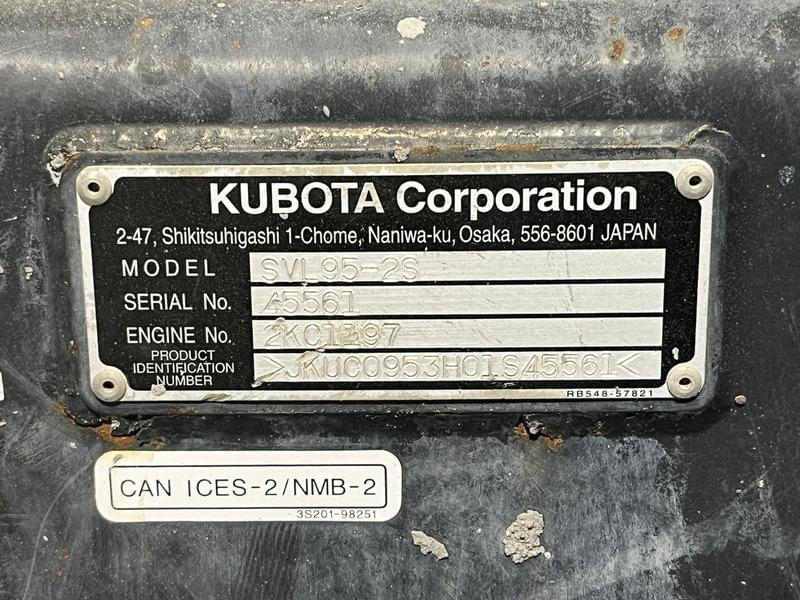 KUBOTA Corporation
2-47, Shikitsuhigashi 1-Chome, Naniwa-ku, Osaka, 556-8601 JAPAN
MODEL SVL95-2S
SERIAL No. 45561
ENGINE No. 2KC1197
PRODUCT
IDENTIFICATION
NUMBER >JKUC0953H01S45561<
RB548-57821
CAN ICES-2/NMB-2
3S201-98251